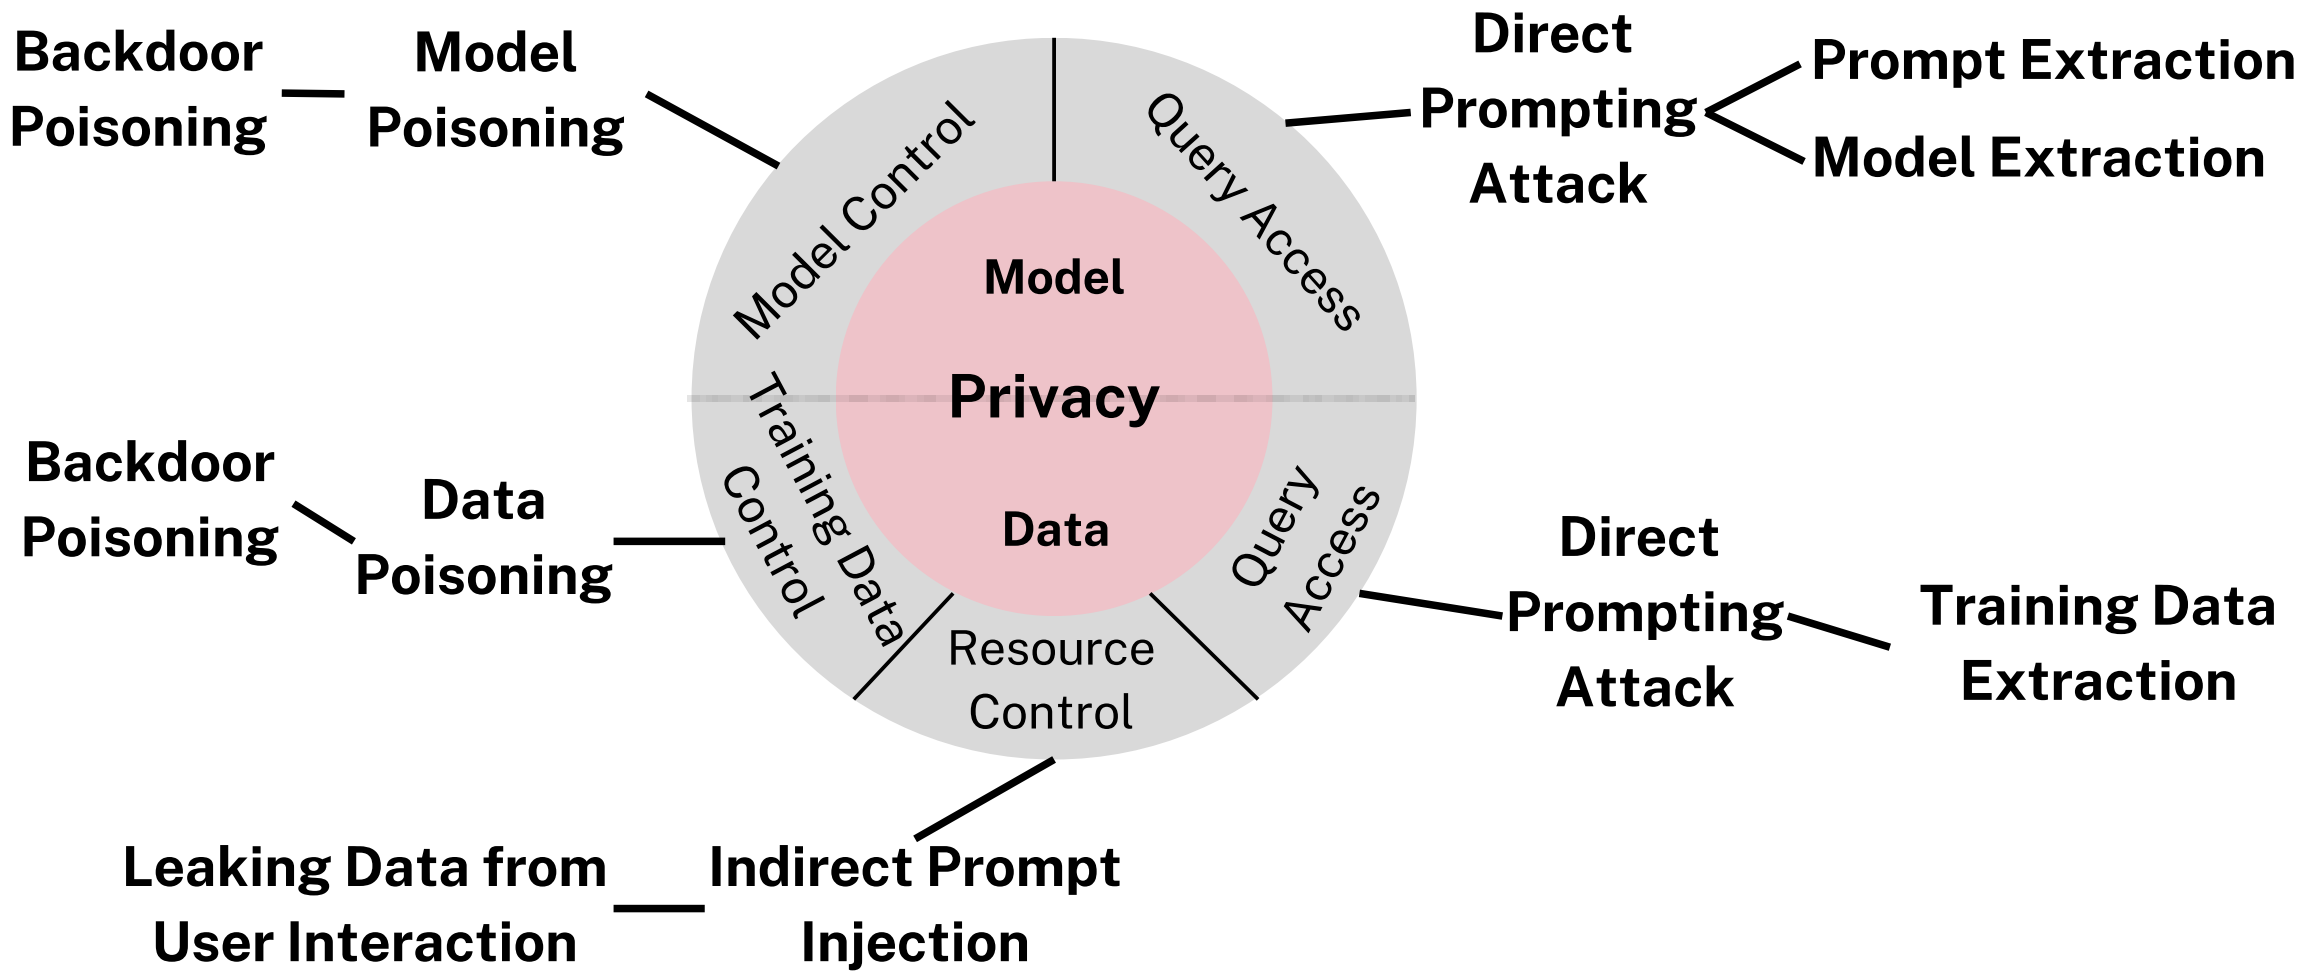 Backdoor
Poisoning
Model
Poisoning
Model Control
Query Access
Direct
Prompting
Attack
Prompt Extraction
Model Extraction
Model
Privacy
Data
Backdoor
Poisoning
Data
Poisoning
Training Data
Control
Resource
Control
Query
Access
Direct
Prompting
Attack
Training Data
Extraction
Leaking Data from
User Interaction
Indirect Prompt
Injection